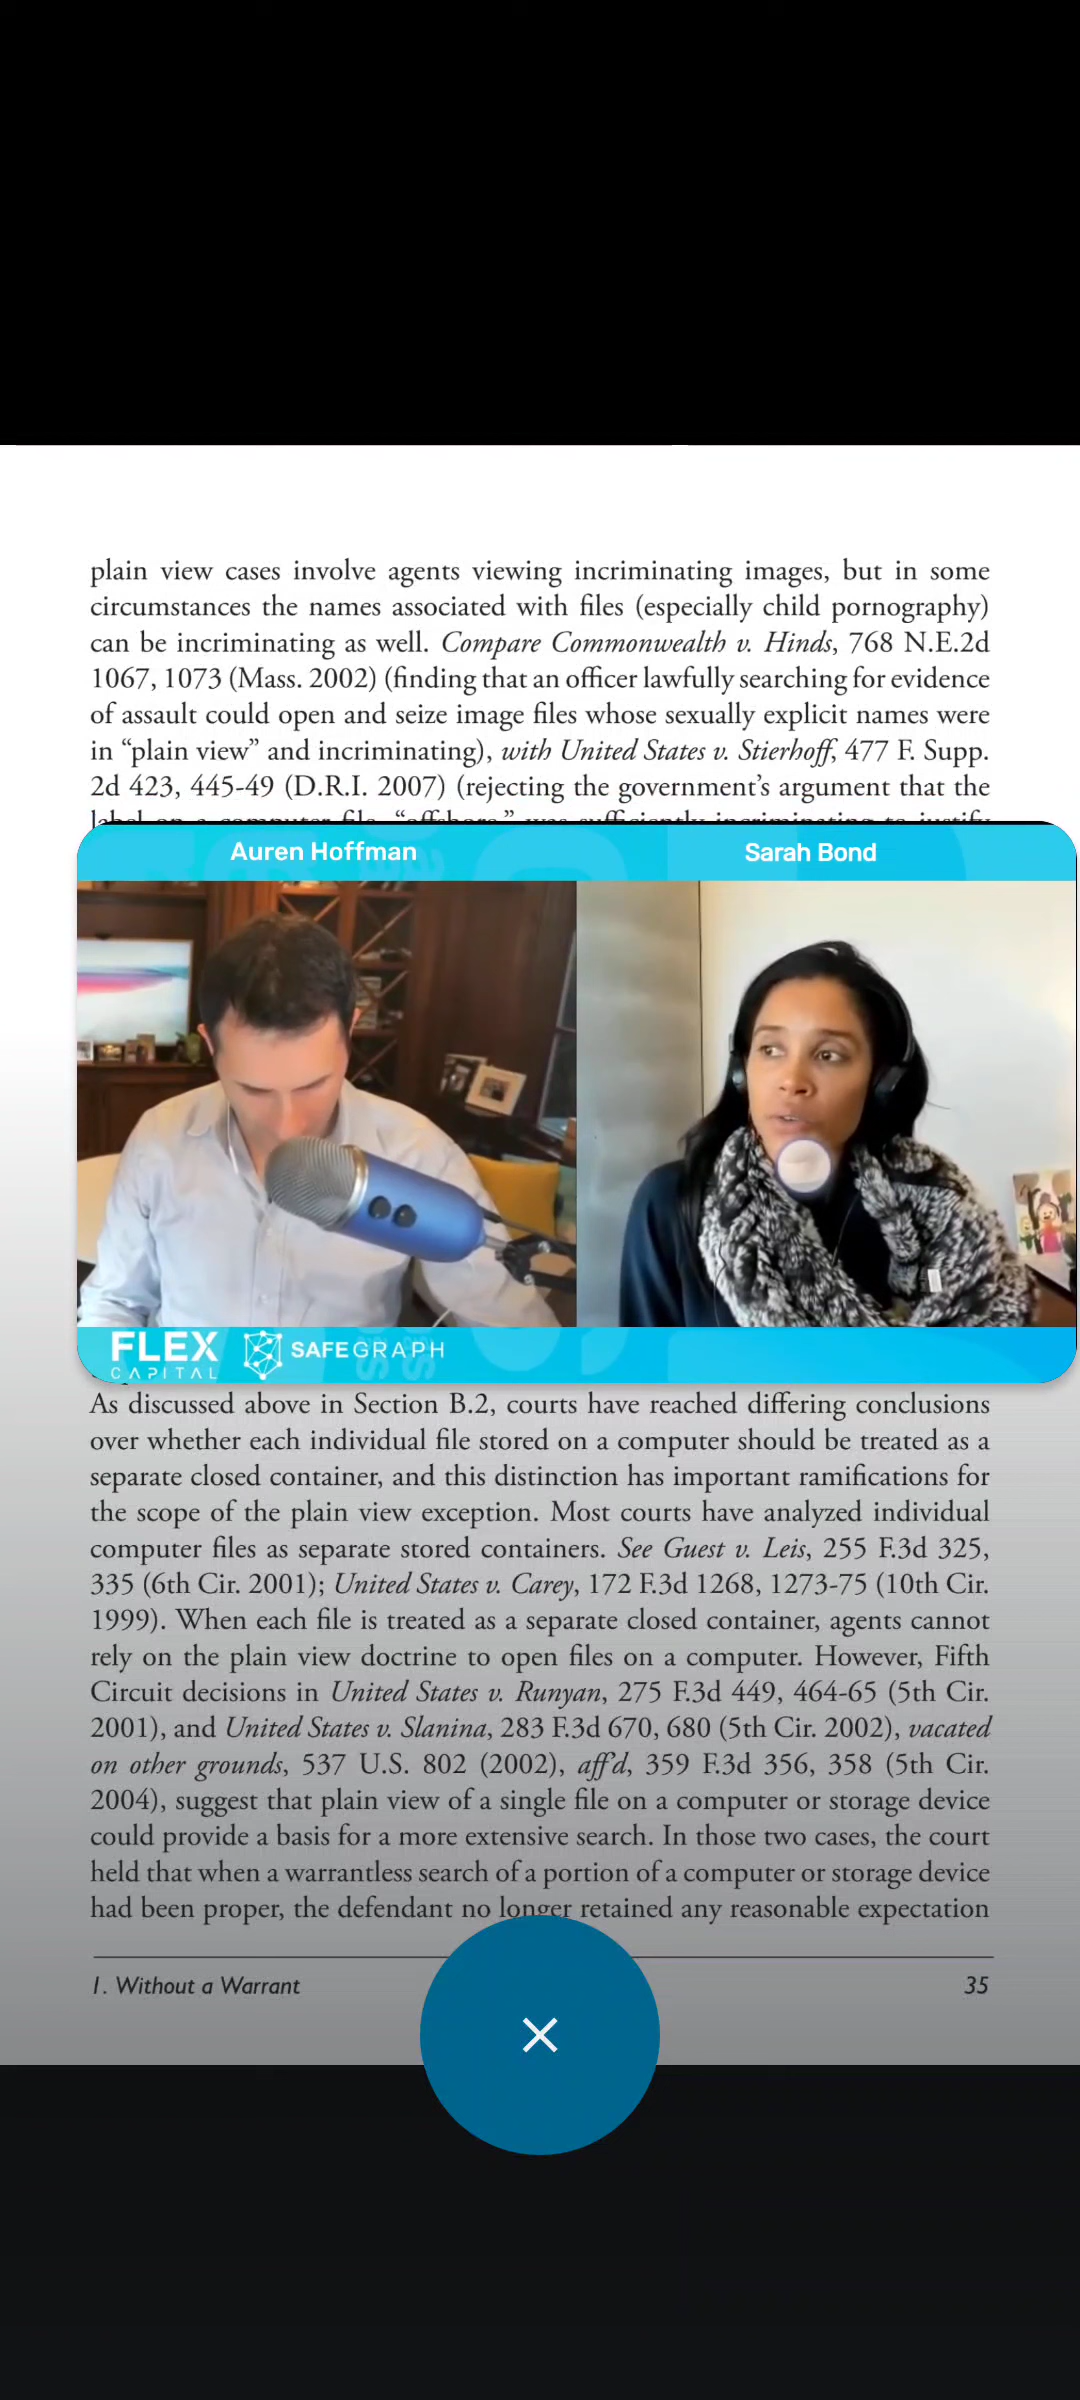 plain view cases involve agents viewing incriminating images, but in some
circumstances the names associated with files (especially child pornography)
can be incriminating as well. Compare Commonwealth v. Hinds, 768 N.E.2d
1067, 1073 (Mass. 2002) (finding that an officer lawfully searching for evidence
of assault could open and seize image files whose sexually explicit names were
in “plain view” and incriminating), with United States v. Stierhoff, 477 F. Supp.
2d 423, 445-49 (D.R.I. 2007) (rejecting the government’s argument that the
label on a computer file, “offshore,” was sufficiently incriminating to justify
Auren Hoffman
Sarah Bond
FLEX
CAPITAL
SAFEGRAPH
As discussed above in Section B.2, courts have reached differing conclusions
over whether each individual file stored on a computer should be treated as a
separate closed container, and this distinction has important ramifications for
the scope of the plain view exception. Most courts have analyzed individual
computer files as separate stored containers. See Guest v. Leis, 255 F.3d 325,
335 (6th Cir. 2001); United States v. Carey, 172 F.3d 1268, 1273-75 (10th Cir.
1999). When each file is treated as a separate closed container, agents cannot
rely on the plain view doctrine to open files on a computer. However, Fifth
Circuit decisions in United States v. Runyan, 275 F.3d 449, 464-65 (5th Cir.
2001), and United States v. Slanina, 283 F.3d 670, 680 (5th Cir. 2002), vacated
on other grounds, 537 U.S. 802 (2002), aff’d, 359 F.3d 356, 358 (5th Cir.
2004), suggest that plain view of a single file on a computer or storage device
could provide a basis for a more extensive search. In those two cases, the court
held that when a warrantless search of a portion of a computer or storage device
had been proper, the defendant no longer retained any reasonable expectation
1. Without a Warrant
35